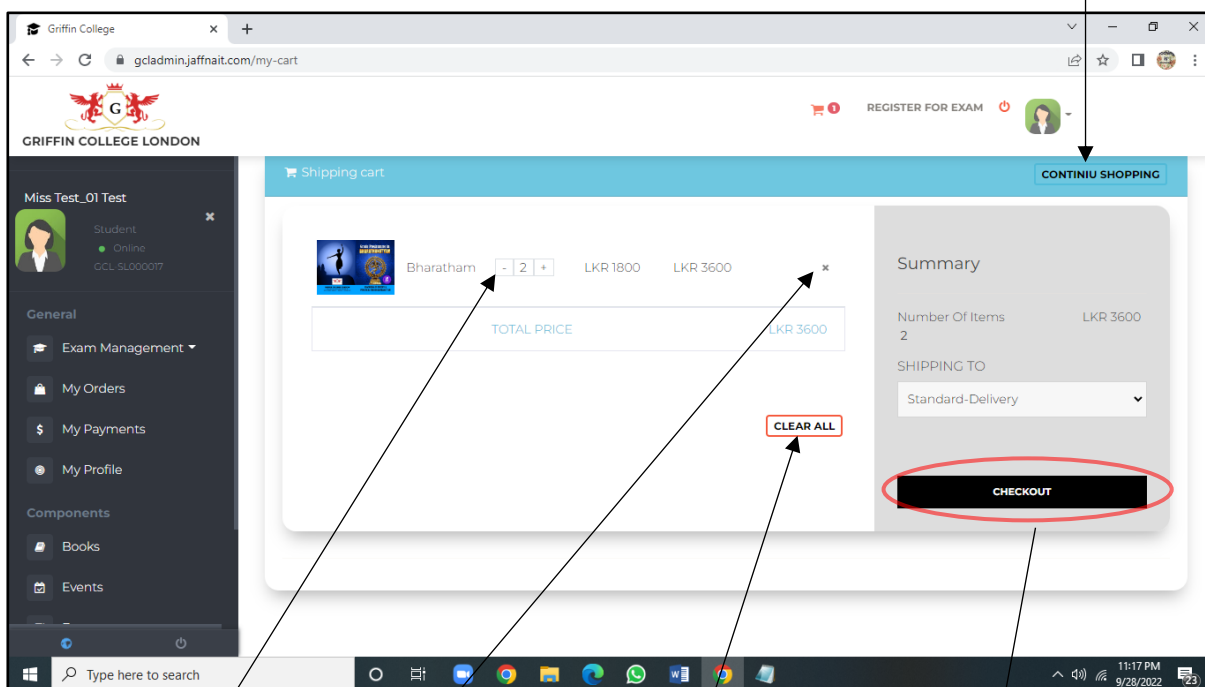 Griffin College
gcladmin.jaffnait.com/my-cart
G
GRIFFIN COLLEGE LONDON
1
REGISTER FOR EXAM
Miss Test_01 Test
Student
Online
GCL-SL000017
General
Exam Management
My Orders
My Payments
My Profile
Components
Books
Events
Shipping cart
CONTINIU SHOPPING
Bharatham - 2 + LKR 1800 LKR 3600
TOTAL PRICE LKR 3600
CLEAR ALL
Summary
Number Of Items LKR 3600
2
SHIPPING TO
Standard-Delivery
CHECKOUT
Type here to search
11:17 PM
9/28/2022
23